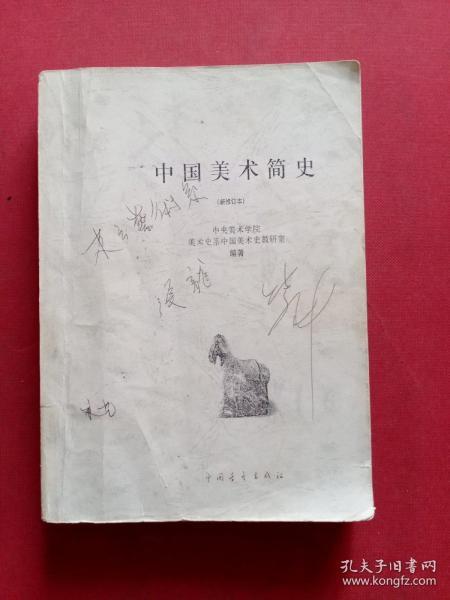 中国美术简史
(新修订本)
中央美术学院
美术史系中国美术史教研室
编著
中国青年出版社
孔夫子旧书网
www.kongfz.com